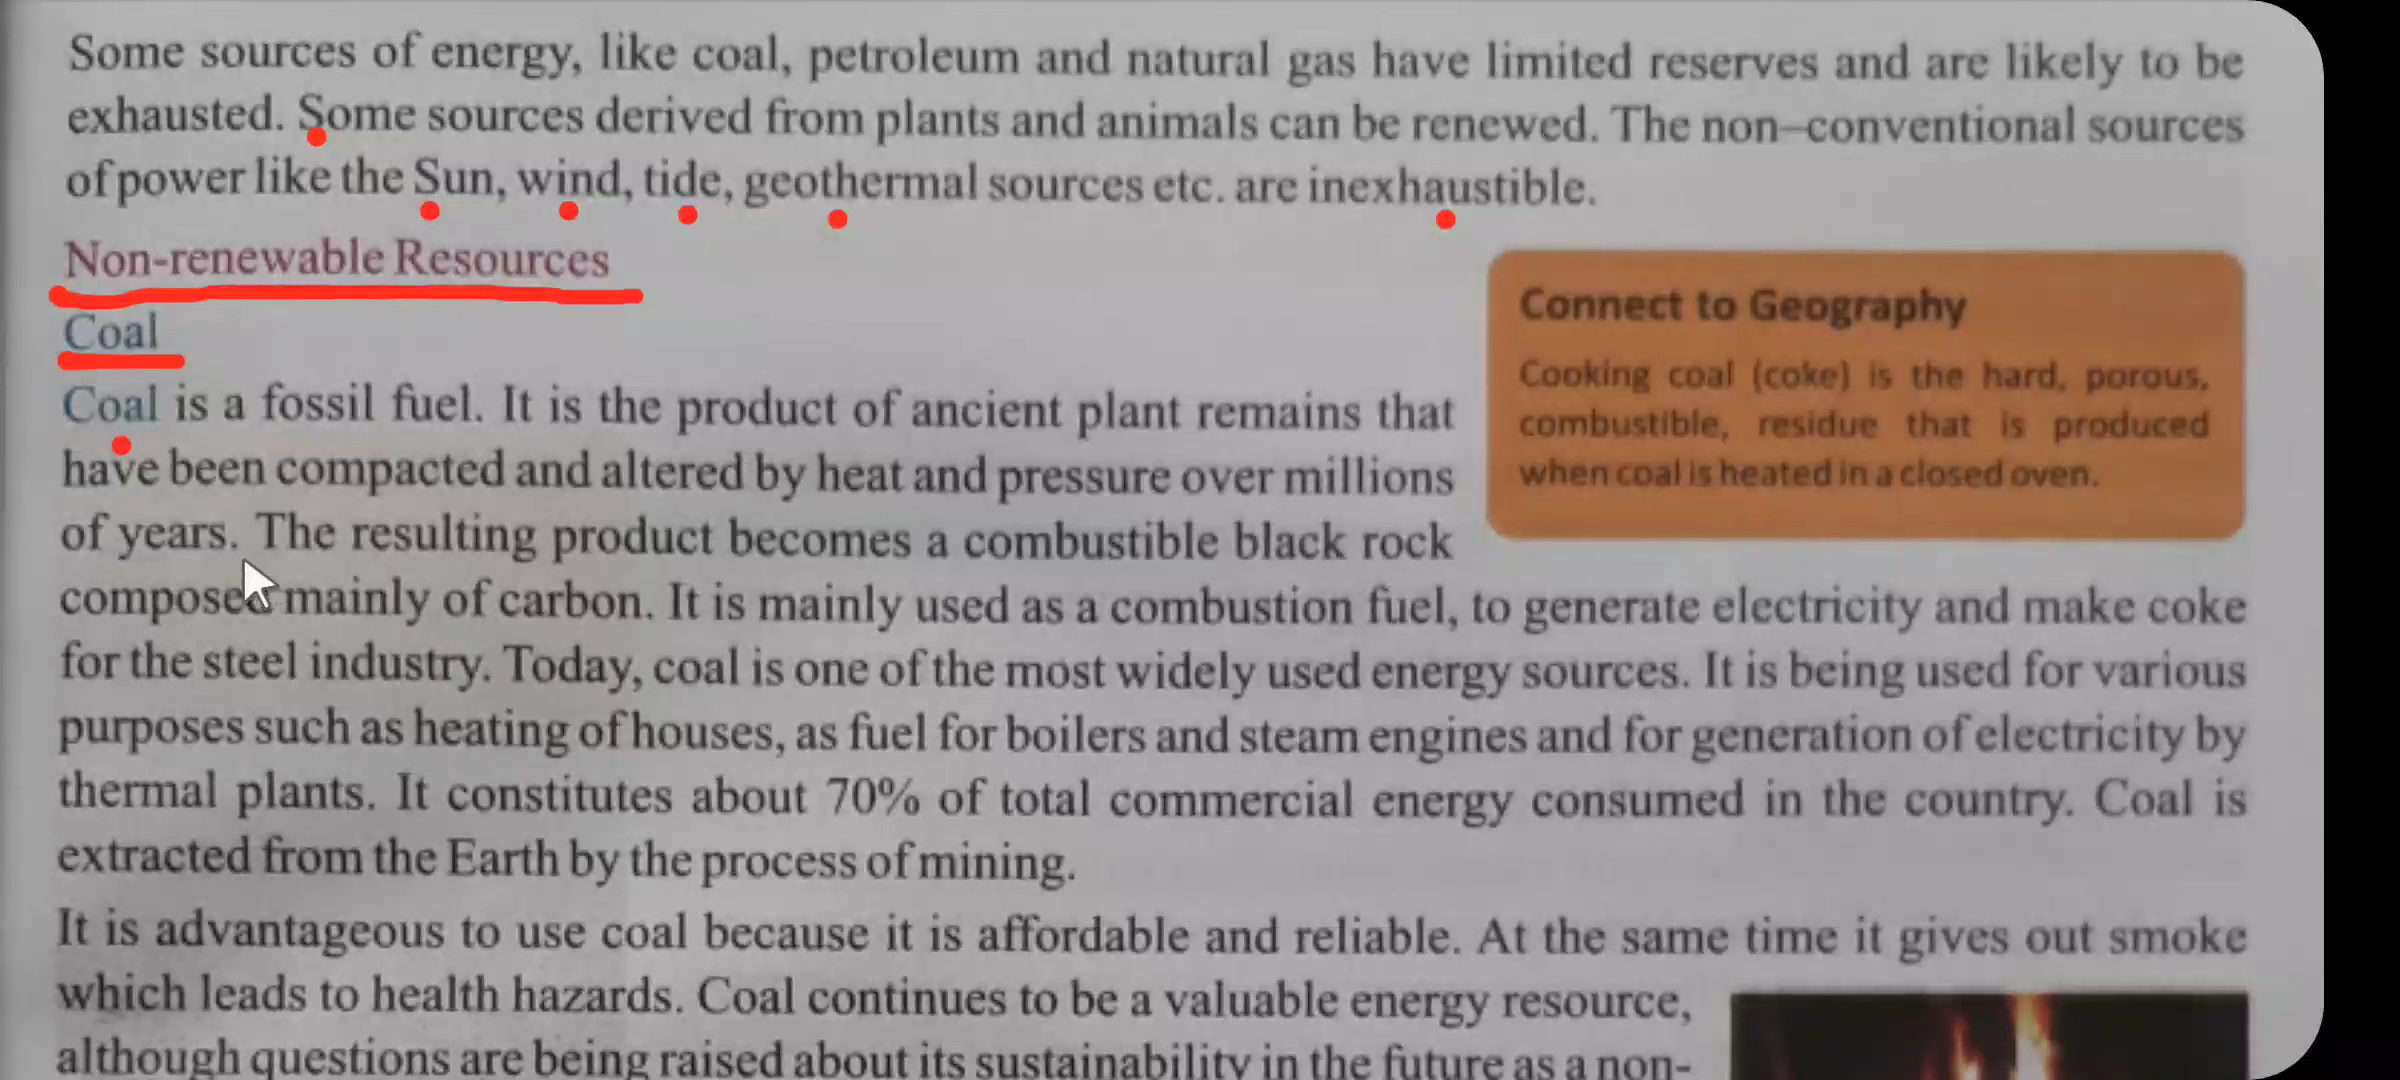 Some sources of energy, like coal, petroleum and natural gas have limited reserves and are likely to be
exhausted. Some sources derived from plants and animals can be renewed. The non–conventional sources
of power like the Sun, wind, tide, geothermal sources etc. are inexhaustible.
Non-renewable Resources
Coal
Coal is a fossil fuel. It is the product of ancient plant remains that
have been compacted and altered by heat and pressure over millions
of years. The resulting product becomes a combustible black rock
composed mainly of carbon. It is mainly used as a combustion fuel, to generate electricity and make coke
for the steel industry. Today, coal is one of the most widely used energy sources. It is being used for various
purposes such as heating of houses, as fuel for boilers and steam engines and for generation of electricity by
thermal plants. It constitutes about 70% of total commercial energy consumed in the country. Coal is
extracted from the Earth by the process of mining.
It is advantageous to use coal because it is affordable and reliable. At the same time it gives out smoke
which leads to health hazards. Coal continues to be a valuable energy resource,
although questions are being raised about its sustainability in the future as a non-
Connect to Geography
Cooking coal (coke) is the hard, porous,
combustible, residue that is produced
when coal is heated in a closed oven.